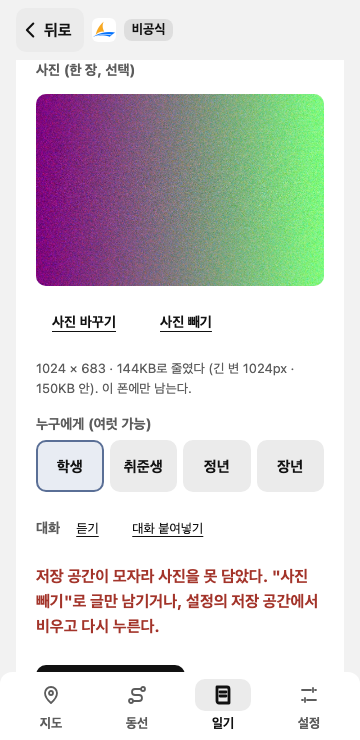 뒤로
비공식
사진 (한 장, 선택)
사진 바꾸기
사진 빼기
1024 × 683 · 144KB로 줄였다 (긴 변 1024px ·
150KB 안). 이 폰에만 남는다.
누구에게 (여럿 가능)
학생
취준생
정년
장년
대화
듣기
대화 붙여넣기
저장 공간이 모자라 사진을 못 담았다. "사진
빼기"로 글만 남기거나, 설정의 저장 공간에서
비우고 다시 누른다.
지도
동선
일기
설정